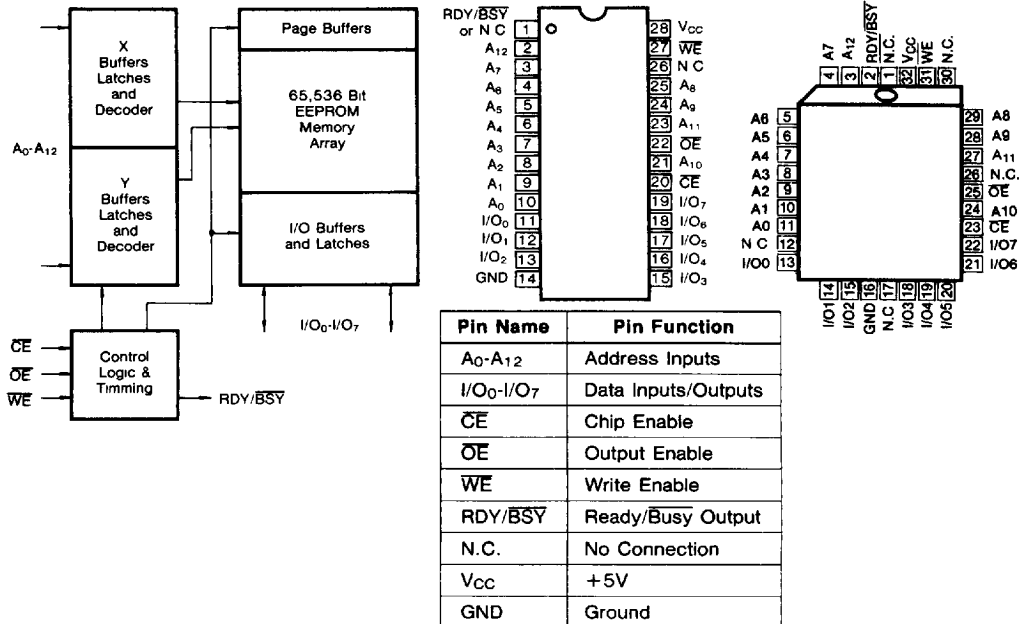 X
Buffers
Latches
and
Decoder
A0-A12
Y
Buffers
Latches
and
Decoder
Page Buffers
65,536 Bit
EEPROM
Memory
Array
I/O Buffers
and Latches
I/O0-I/O7
CE
OE
WE
Control
Logic &
Timming
RDY/BSY
RDY/BSY
or N C 1
A12 2
A7 3
A6 4
A5 5
A4 6
A3 7
A2 8
A1 9
A0 10
I/O0 11
I/O1 12
I/O2 13
GND 14
28 VCC
27 WE
26 N C
25 A8
24 A9
23 A11
22 OE
21 A10
20 CE
19 I/O7
18 I/O6
17 I/O5
16 I/O4
15 I/O3
4 A7
3 A12
2 RDY/BSY
1 N.C.
32 VCC
31 WE
30 N.C.
A6 5
A5 6
A4 7
A3 8
A2 9
A1 10
A0 11
N C 12
I/O0 13
29 A8
28 A9
27 A11
26 N.C.
25 OE
24 A10
23 CE
22 I/O7
21 I/O6
I/O1 14
I/O2 15
GND 16
N.C 17
I/O3 18
I/O4 19
I/O5 20
Pin Name Pin Function
A0-A12 Address Inputs
I/O0-I/O7 Data Inputs/Outputs
CE Chip Enable
OE Output Enable
WE Write Enable
RDY/BSY Ready/Busy Output
N.C. No Connection
VCC +5V
GND Ground